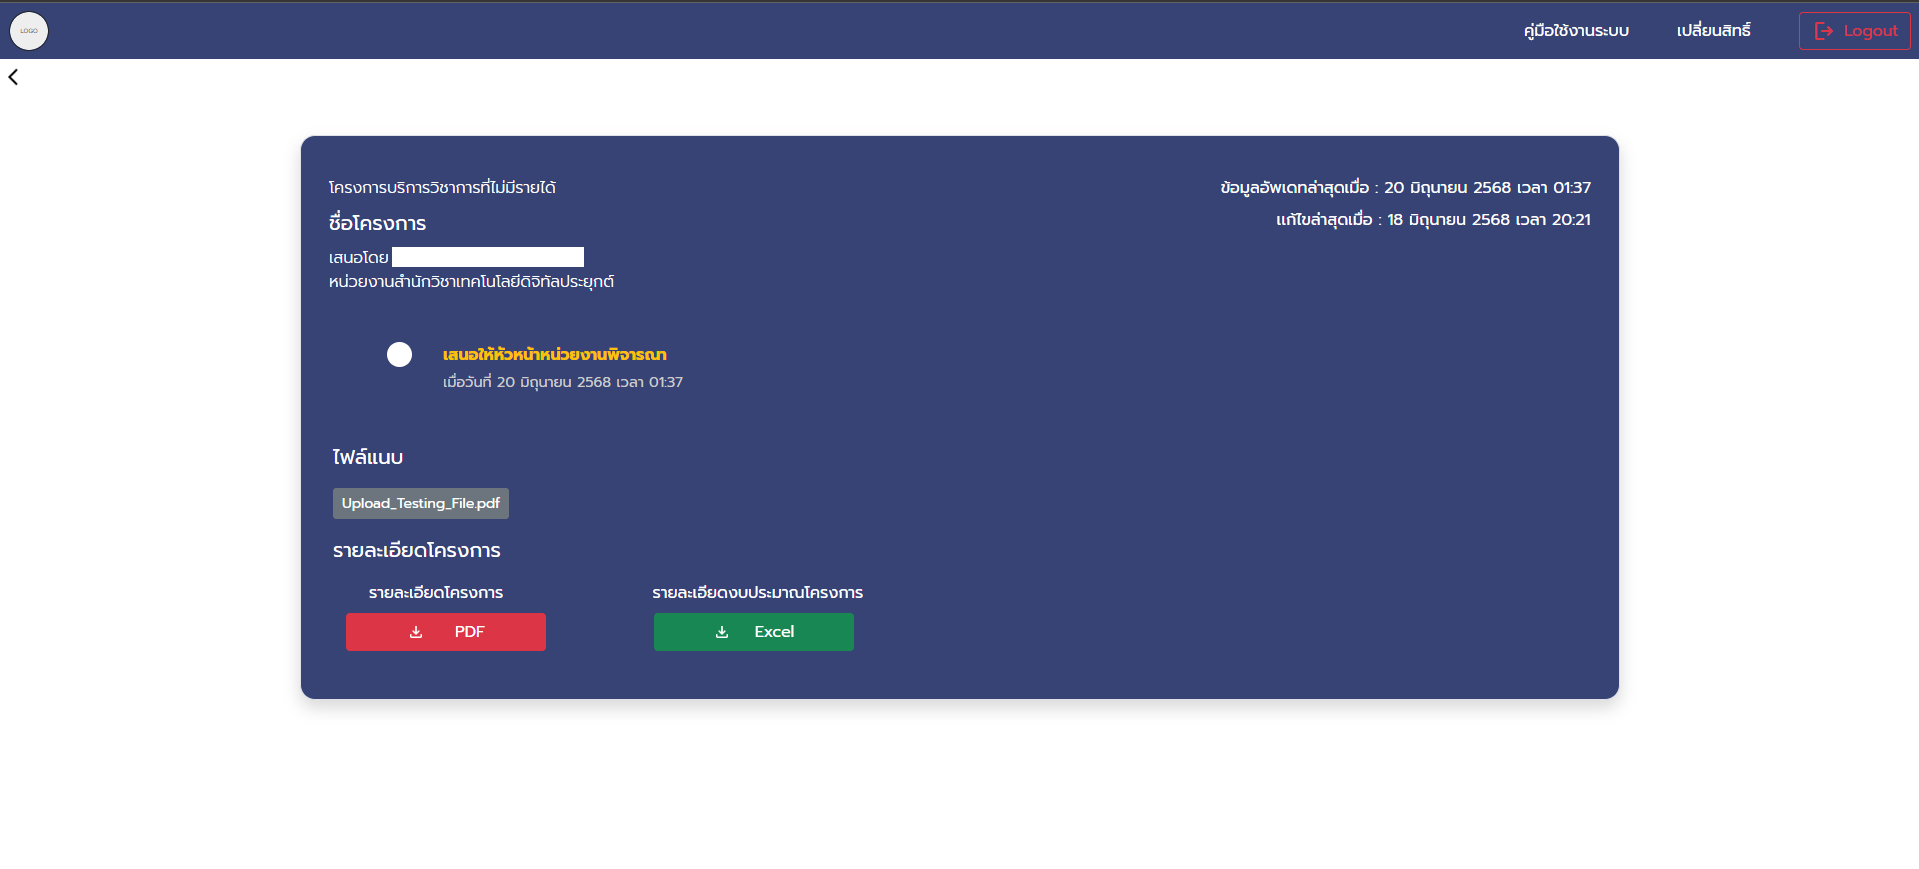 LOGO
คู่มือใช้งานระบบ
เปลี่ยนสิทธิ์
Logout
โครงการบริการวิชาการที่ไม่มีรายได้
ข้อมูลอัพเดทล่าสุดเมื่อ : 20 มิถุนายน 2568 เวลา 01:37
ชื่อโครงการ
แก้ไขล่าสุดเมื่อ : 18 มิถุนายน 2568 เวลา 20:21
เสนอโดย
หน่วยงานสำนักวิชาเทคโนโลยีดิจิทัลประยุกต์
เสนอให้หัวหน้าหน่วยงานพิจารณา
เมื่อวันที่ 20 มิถุนายน 2568 เวลา 01:37
ไฟล์แนบ
Upload_Testing_File.pdf
รายละเอียดโครงการ
รายละเอียดโครงการ
รายละเอียดงบประมาณโครงการ
PDF
Excel